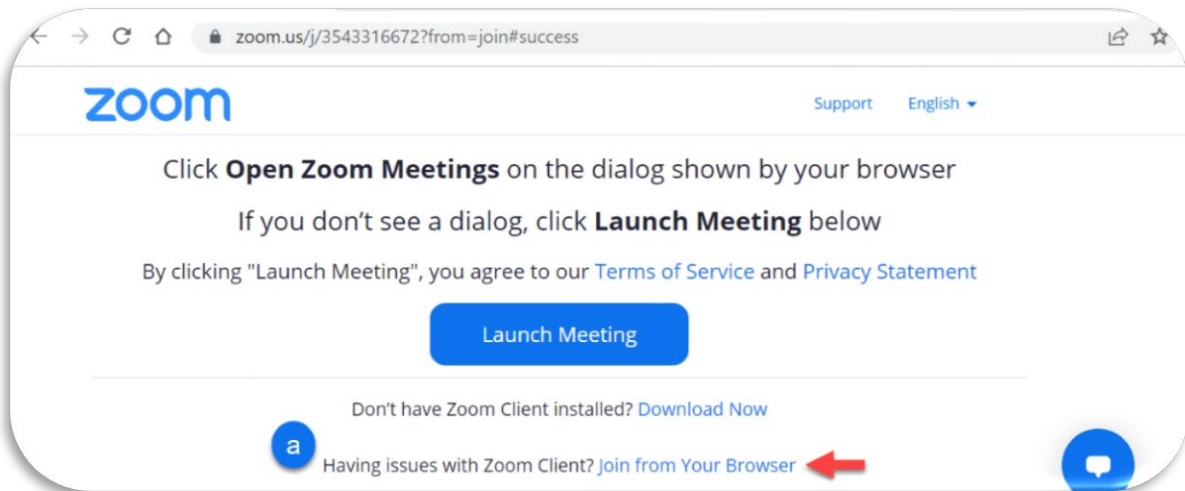 zoom.us/j/3543316672?from=join#success
zoom
Support English
Click Open Zoom Meetings on the dialog shown by your browser
If you don’t see a dialog, click Launch Meeting below
By clicking "Launch Meeting", you agree to our Terms of Service and Privacy Statement
Launch Meeting
Don’t have Zoom Client installed? Download Now
a
Having issues with Zoom Client? Join from Your Browser